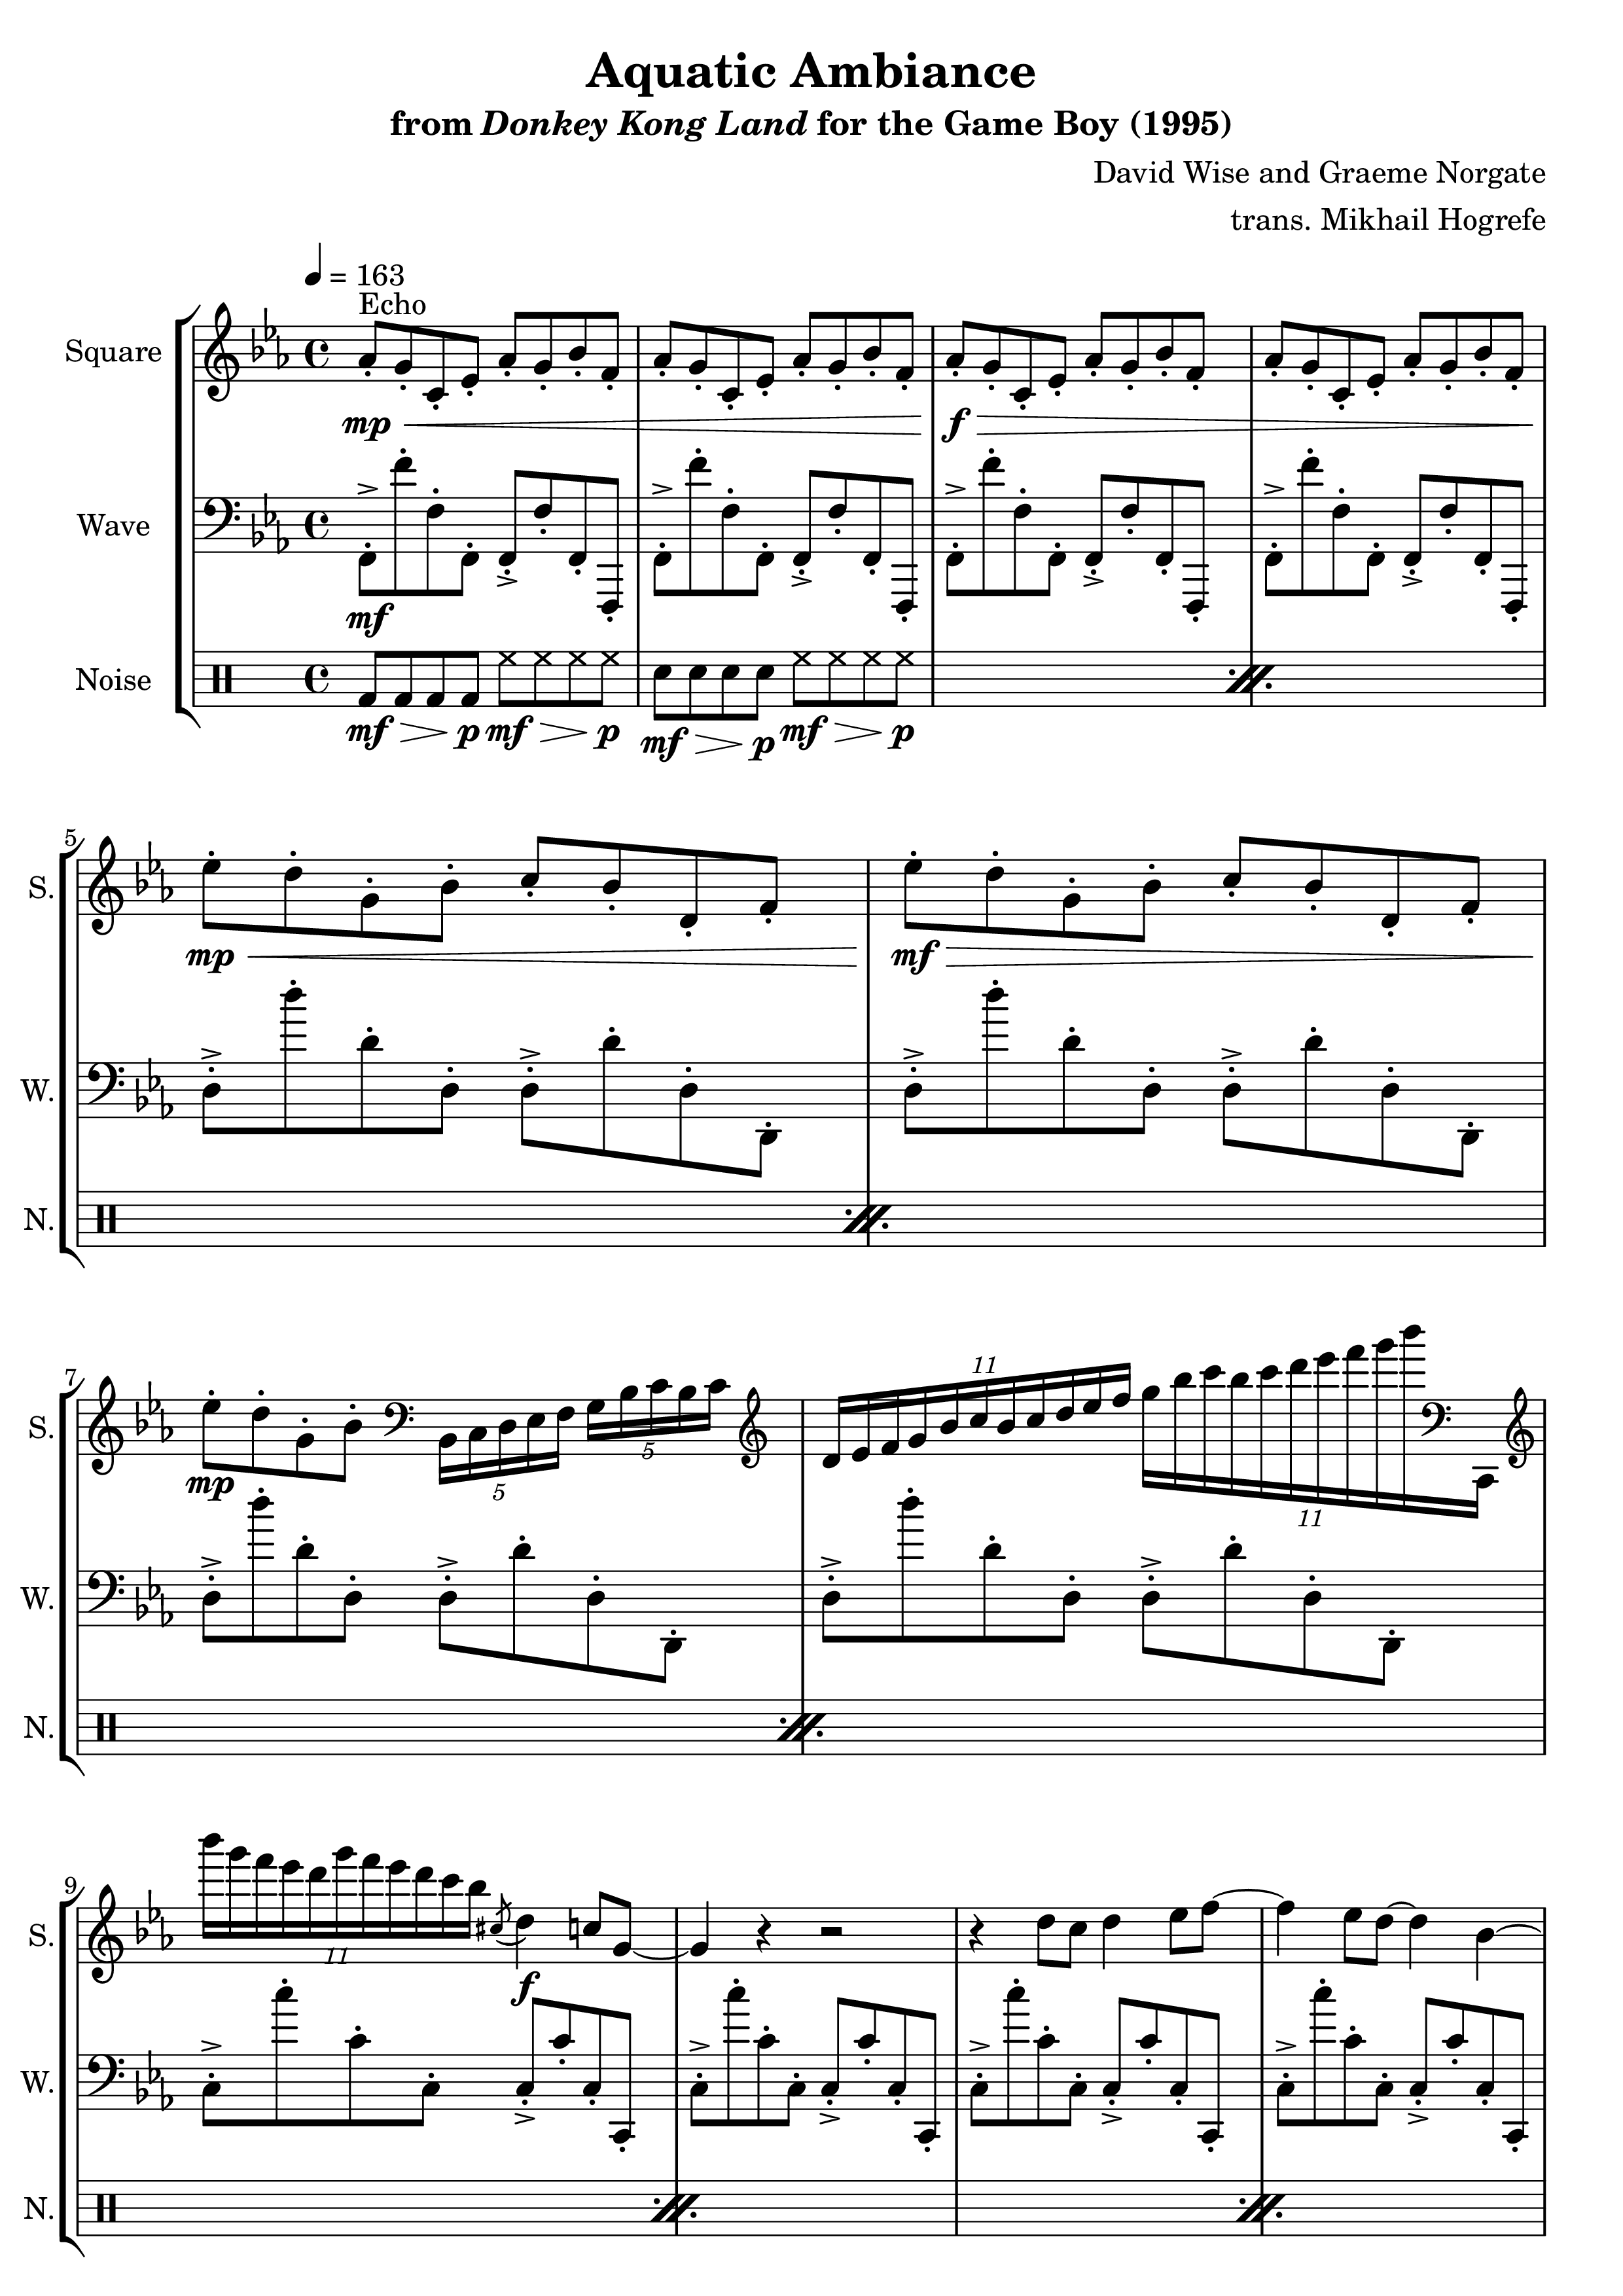 Aquatic Ambiance
from Donkey Kong Land for the Game Boy (1995)
David Wise and Graeme Norgate
trans. Mikhail Hogrefe
= 163
Echo
Square
mp f
Wave
mf
Noise
mf p mf p mf p mf p
5
S.
mp mf
W.
N.
7
11
S.
mp 5 5 11
W.
N.
9
S.
11 f
W.
N.